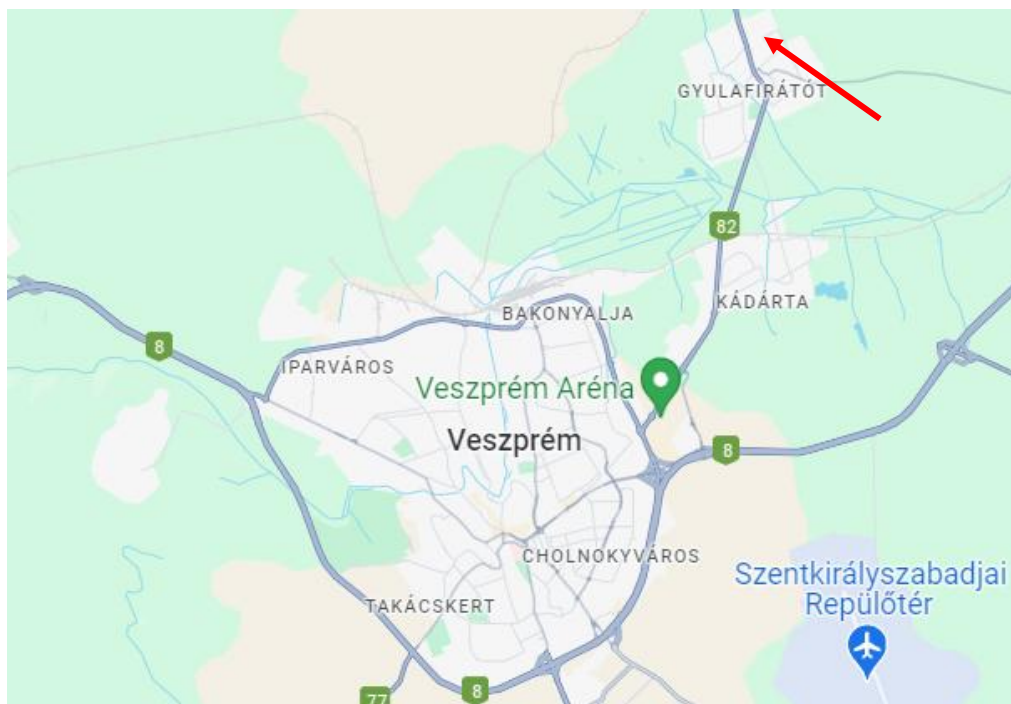 GYULAFIRÁTÓT
82
KÁDÁRTA
BAKONYALJA
8
IPARVÁROS
Veszprém Aréna
Veszprém
8
CHOLNOKYVÁROS
Szentkirályszabadjai
Repülőtér
TAKÁCSKERT
77
8